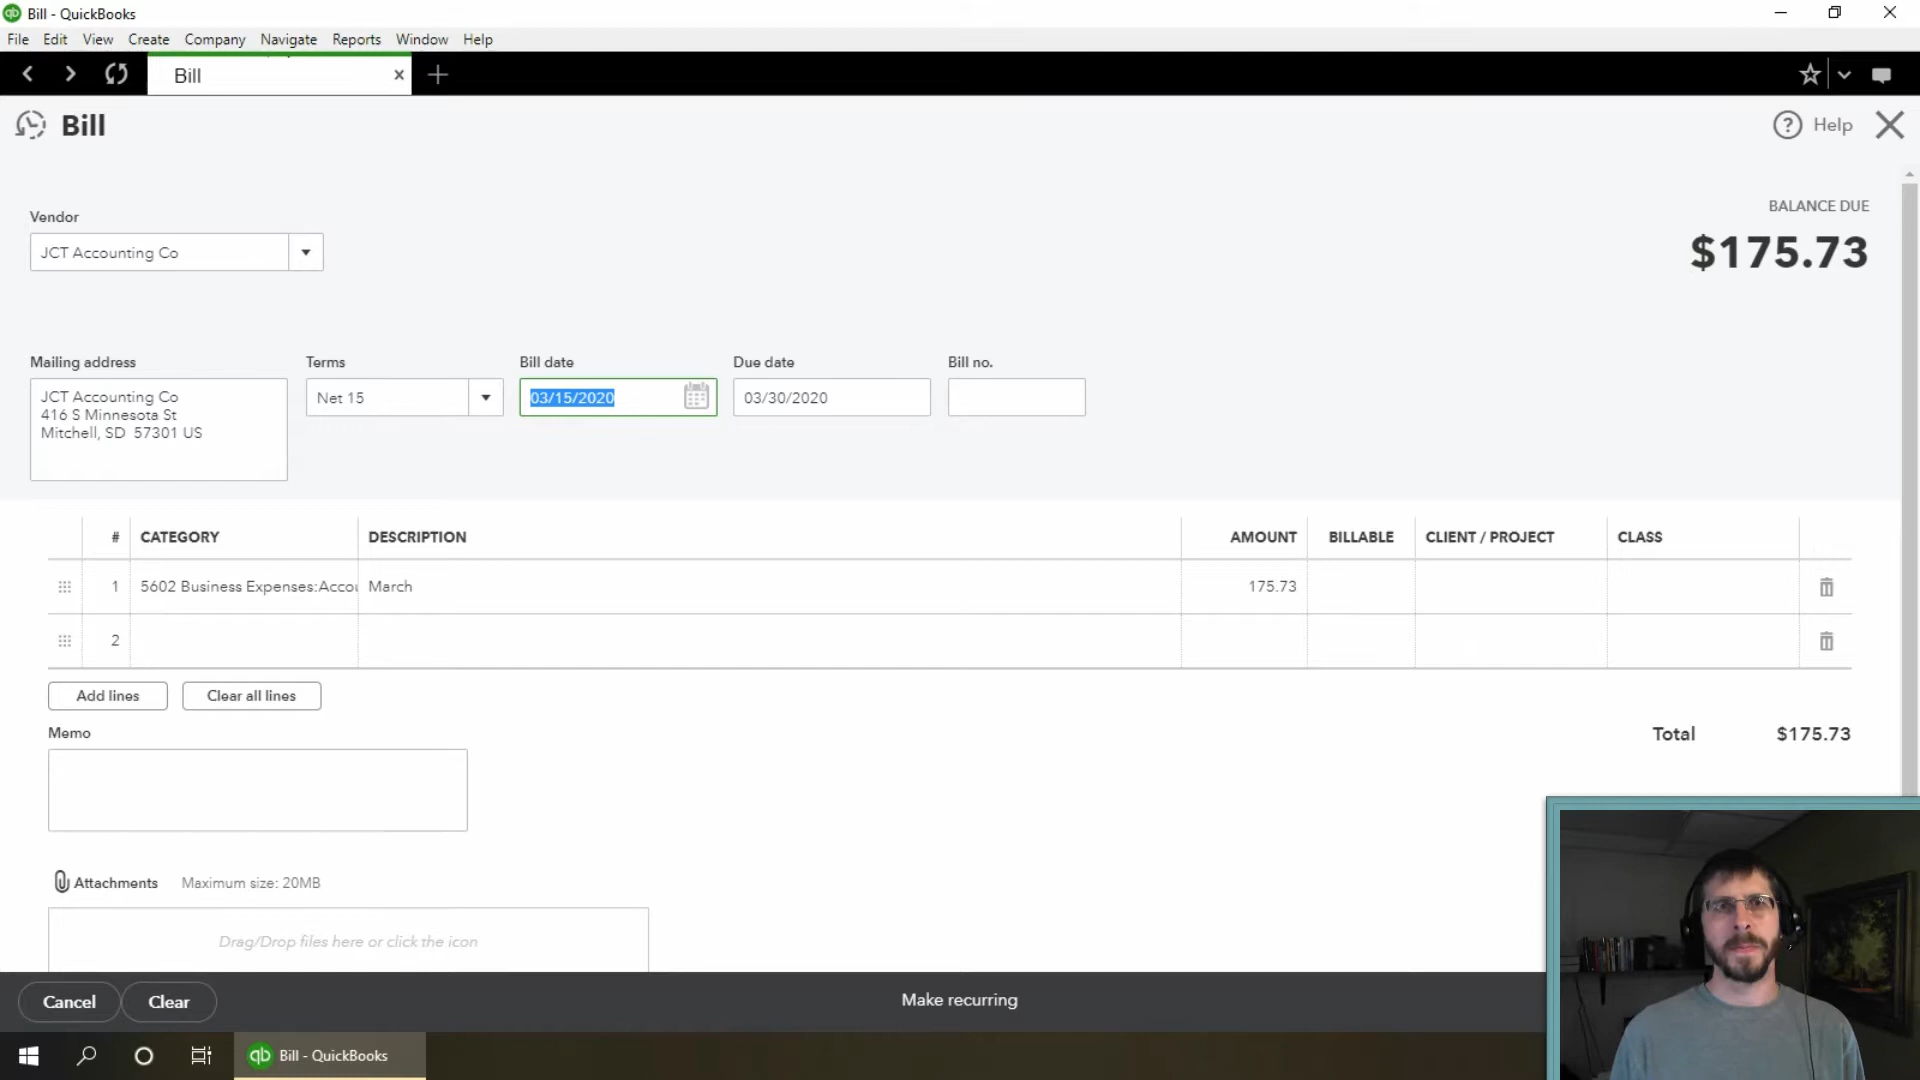 Bill - QuickBooks
File Edit View Create Company Navigate Reports Window Help
Bill
Bill
Help
BALANCE DUE
$175.73
Vendor
JCT Accounting Co
Mailing address
Terms
Bill date
Due date
Bill no.
JCT Accounting Co
416 S Minnesota St
Mitchell, SD 57301 US
Net 15
03/15/2020
03/30/2020
# CATEGORY DESCRIPTION AMOUNT BILLABLE CLIENT / PROJECT CLASS
1 5602 Business Expenses:Accou March 175.73
2
Add lines Clear all lines
Memo
Total $175.73
Attachments Maximum size: 20MB
Drag/Drop files here or click the icon
Cancel Clear Make recurring
qb Bill - QuickBooks